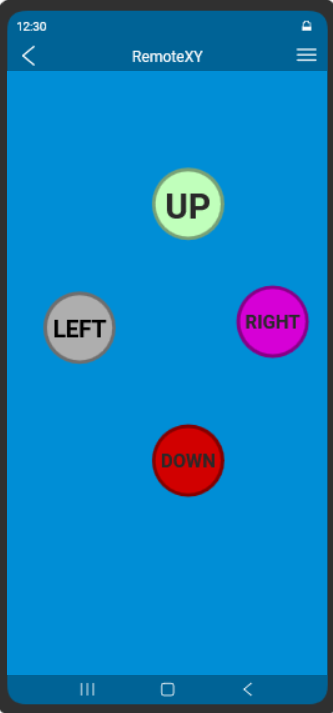 12:30
RemoteXY
UP
LEFT
RIGHT
DOWN